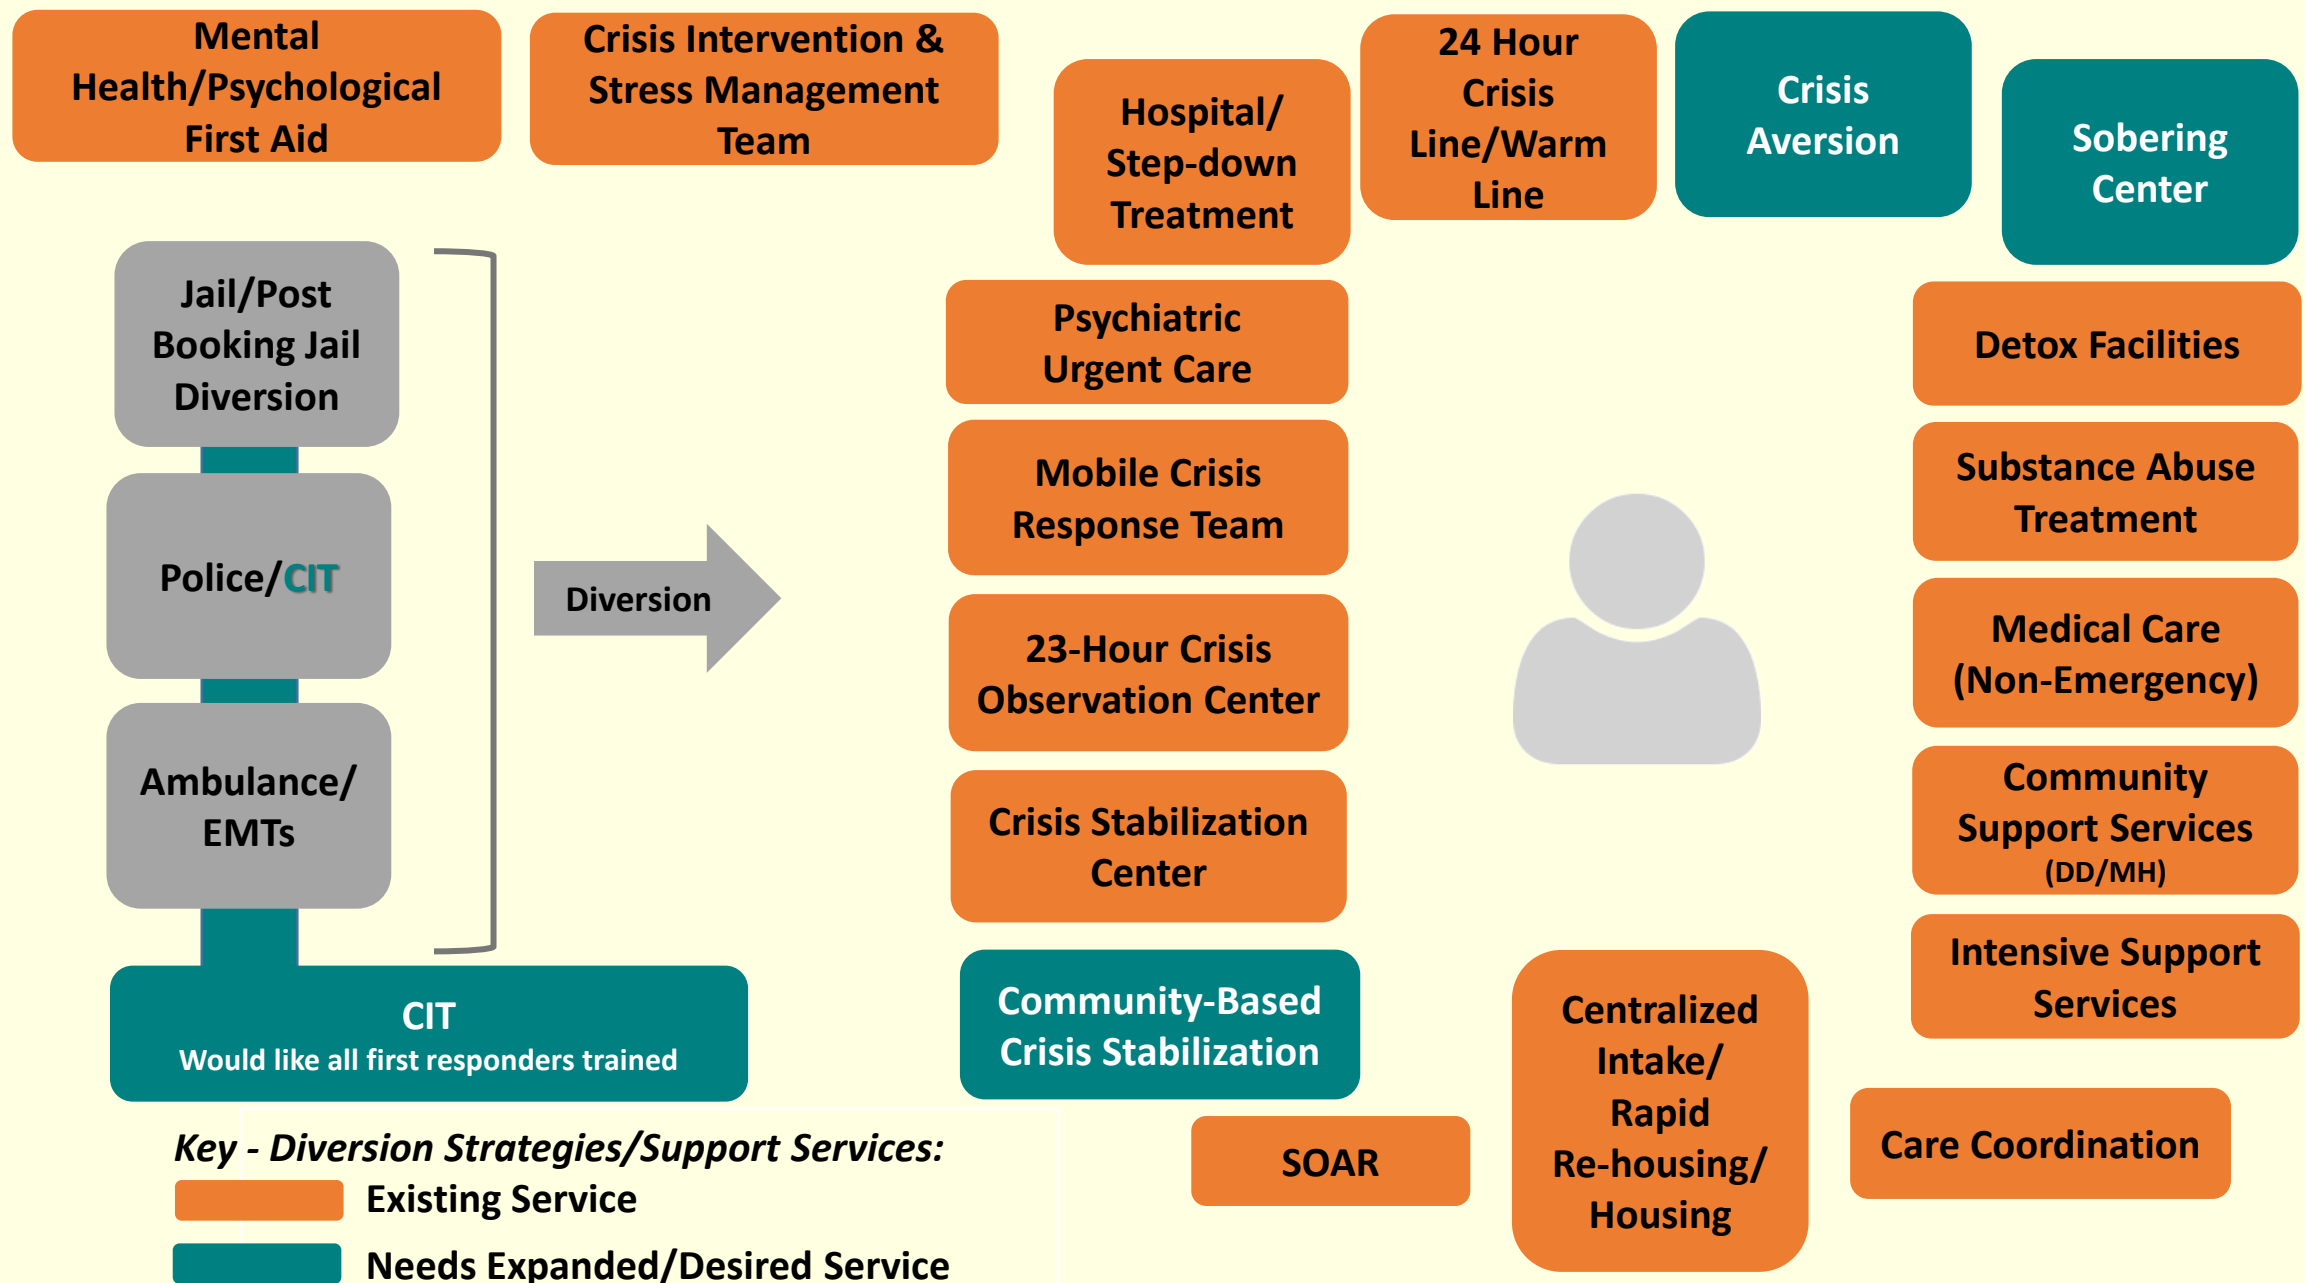 Mental
Health/Psychological
First Aid
Crisis Intervention &
Stress Management
Team
Hospital/
Step-down
Treatment
24 Hour
Crisis
Line/Warm
Line
Crisis
Aversion
Sobering
Center
Jail/Post
Booking Jail
Diversion
Police/CIT
Ambulance/
EMTs
CIT
Would like all first responders trained
Diversion
Psychiatric
Urgent Care
Mobile Crisis
Response Team
23-Hour Crisis
Observation Center
Crisis Stabilization
Center
Community-Based
Crisis Stabilization
Detox Facilities
Substance Abuse
Treatment
Medical Care
(Non-Emergency)
Community
Support Services
(DD/MH)
Intensive Support
Services
SOAR
Centralized
Intake/
Rapid
Re-housing/
Housing
Care Coordination
Key - Diversion Strategies/Support Services:
Existing Service
Needs Expanded/Desired Service